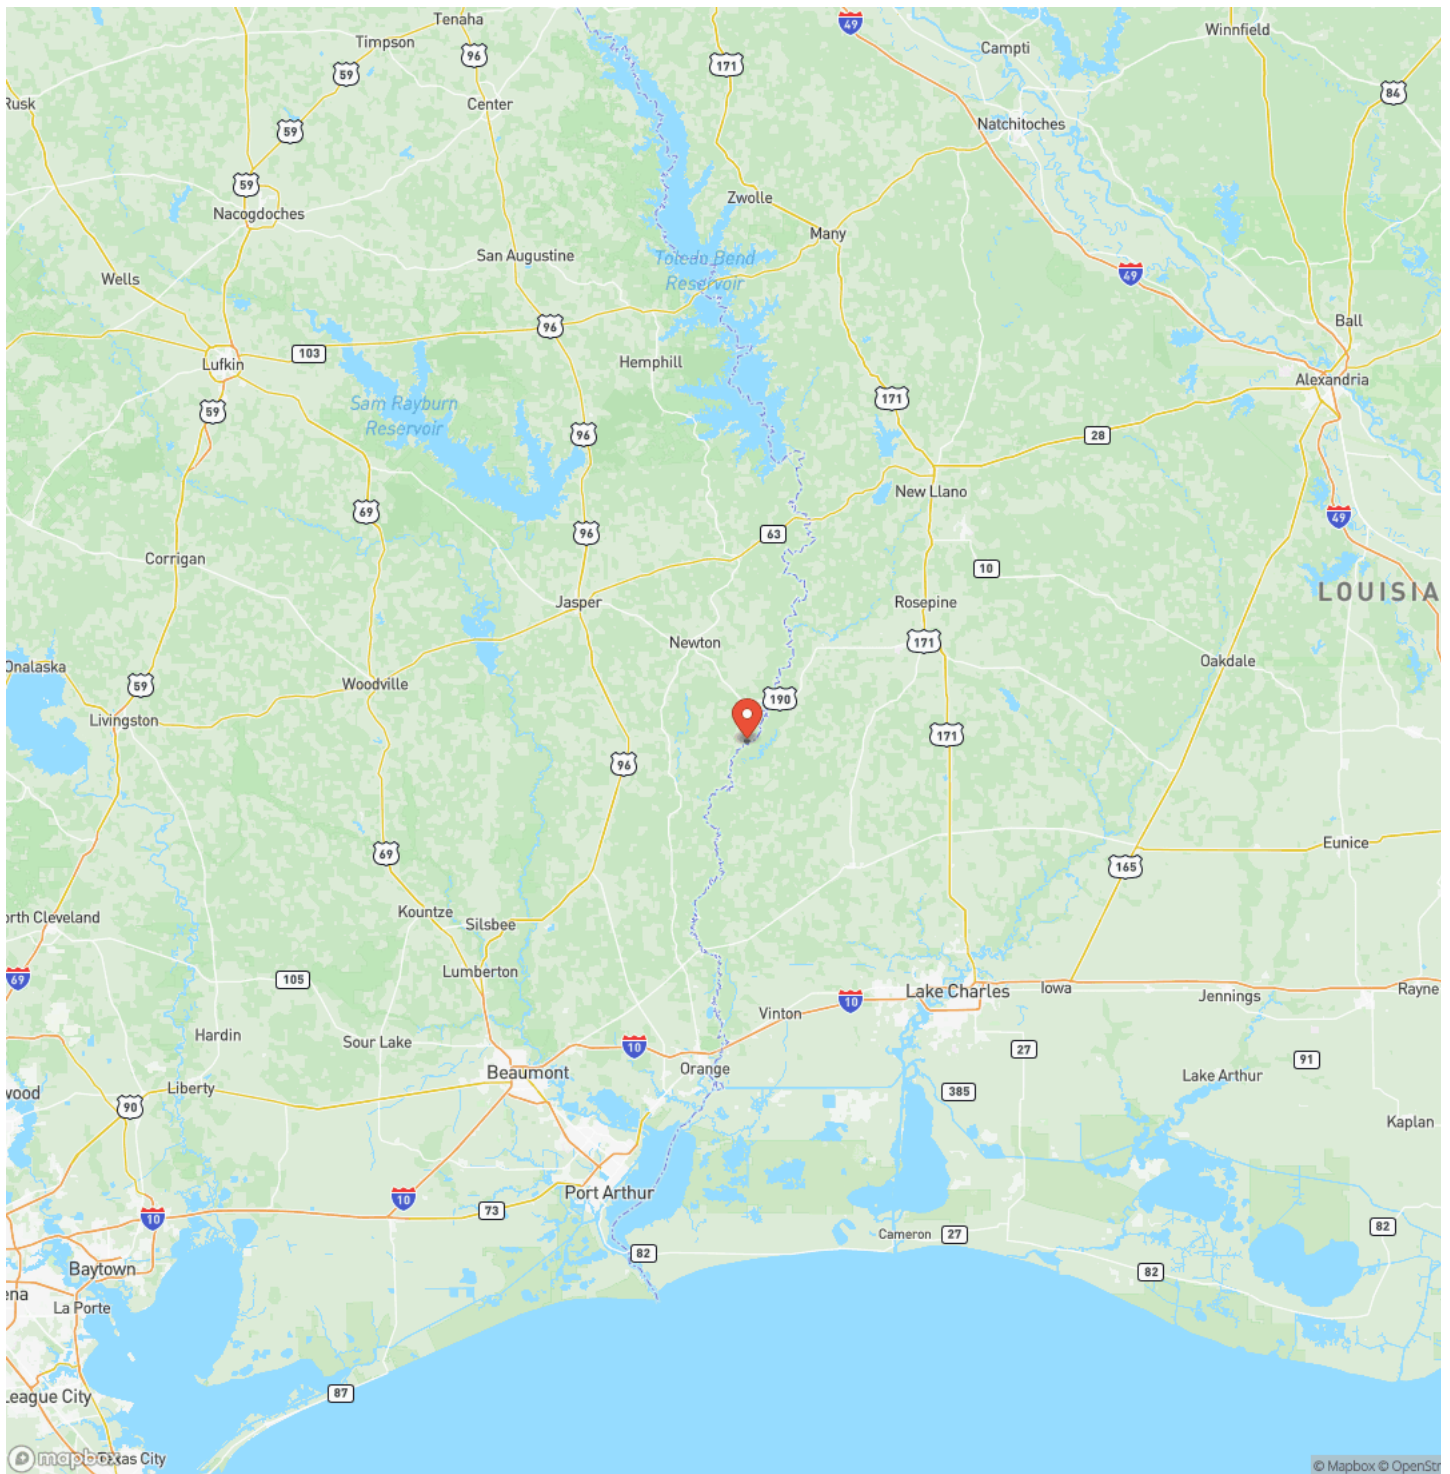 Tenaha
49
Winnfield
Timpson
96
Campti
59
171
84
Rusk
Center
59
Natchitoches
59
Nacogdoches
Zwolle
Many
San Augustine
Toledo Bend
Reservoir
49
Wells
96
Ball
103
Lufkin
Hemphill
Alexandria
171
Sam Rayburn
Reservoir
59
96
28
New Llano
69
49
96
63
Corrigan
10
LOUISIA
Jasper
Rosepine
Newton
171
Onalaska
Oakdale
59
Woodville
190
Livingston
171
96
69
Eunice
165
orth Cleveland
Kountze
Silsbee
69
105
Lumberton
Lake Charles
Iowa
Jennings
Rayne
10
Vinton
Hardin
Sour Lake
10
27
91
Beaumont
Orange
Lake Arthur
Liberty
wood
385
90
Kaplan
Port Arthur
10
73
10
82
Cameron
27
82
Baytown
82
ena
La Porte
87
League City
mapbox
Texas City
© Mapbox © OpenStr